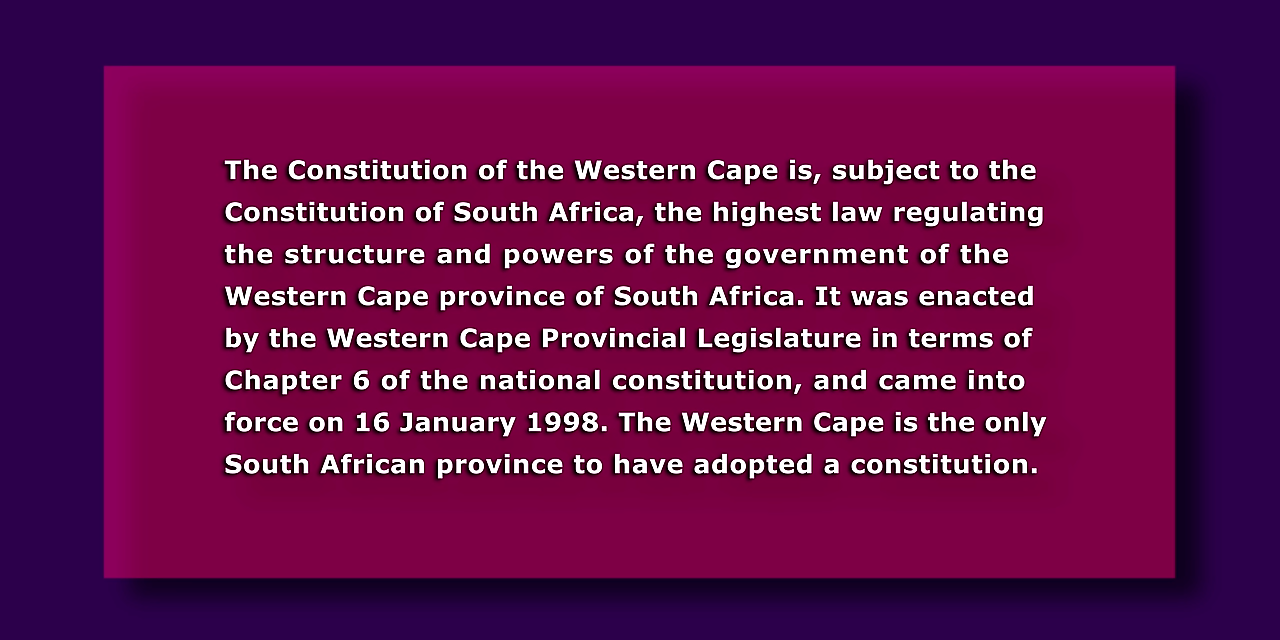 The Constitution of the Western Cape is, subject to the
Constitution of South Africa, the highest law regulating
the structure and powers of the government of the
Western Cape province of South Africa. It was enacted
by the Western Cape Provincial Legislature in terms of
Chapter 6 of the national constitution, and came into
force on 16 January 1998. The Western Cape is the only
South African province to have adopted a constitution.